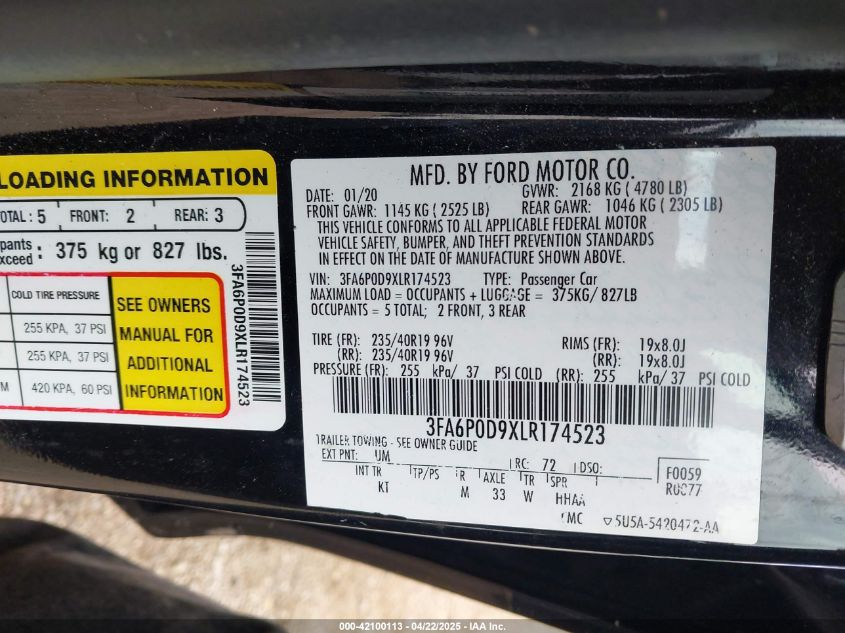 LOADING INFORMATION
TOTAL: 5 FRONT: 2 REAR: 3
pants
xceed : 375 kg or 827 lbs.
COLD TIRE PRESSURE
255 KPA, 37 PSI
255 KPA, 37 PSI
420 KPA, 60 PSI
SEE OWNERS
MANUAL FOR
ADDITIONAL
INFORMATION
3FA6P0D9XLR174523
MFD. BY FORD MOTOR CO.
DATE: 01/20 GVWR: 2168 KG ( 4780 LB)
FRONT GAWR: 1145 KG ( 2525 LB) REAR GAWR: 1046 KG ( 2305 LB)
THIS VEHICLE CONFORMS TO ALL APPLICABLE FEDERAL MOTOR
VEHICLE SAFETY, BUMPER, AND THEFT PREVENTION STANDARDS
IN EFFECT ON THE DATE OF MANUFACTURE SHOWN ABOVE.
VIN: 3FA6P0D9XLR174523 TYPE: Passenger Car
MAXIMUM LOAD = OCCUPANTS + LUGGAGE = 375KG/ 827LB
OCCUPANTS = 5 TOTAL; 2 FRONT, 3 REAR
TIRE (FR): 235/40R19 96V RIMS (FR): 19x8.0J
(RR): 235/40R19 96V (RR): 19x8.0J
PRESSURE (FR): 255 kPa/ 37 PSI COLD (RR): 255 kPa/ 37 PSI COLD
3FA6P0D9XLR174523
TRAILER TOWING - SEE OWNER GUIDE
EXT PNT: UM RC: 72 DSO:
INT TR TP/PS R AXLE TR SPR
KT M 33 W HHAA
F0059
5U5A-5420472-AA
000-42100113 - 04/22/2025 - IAA Inc.